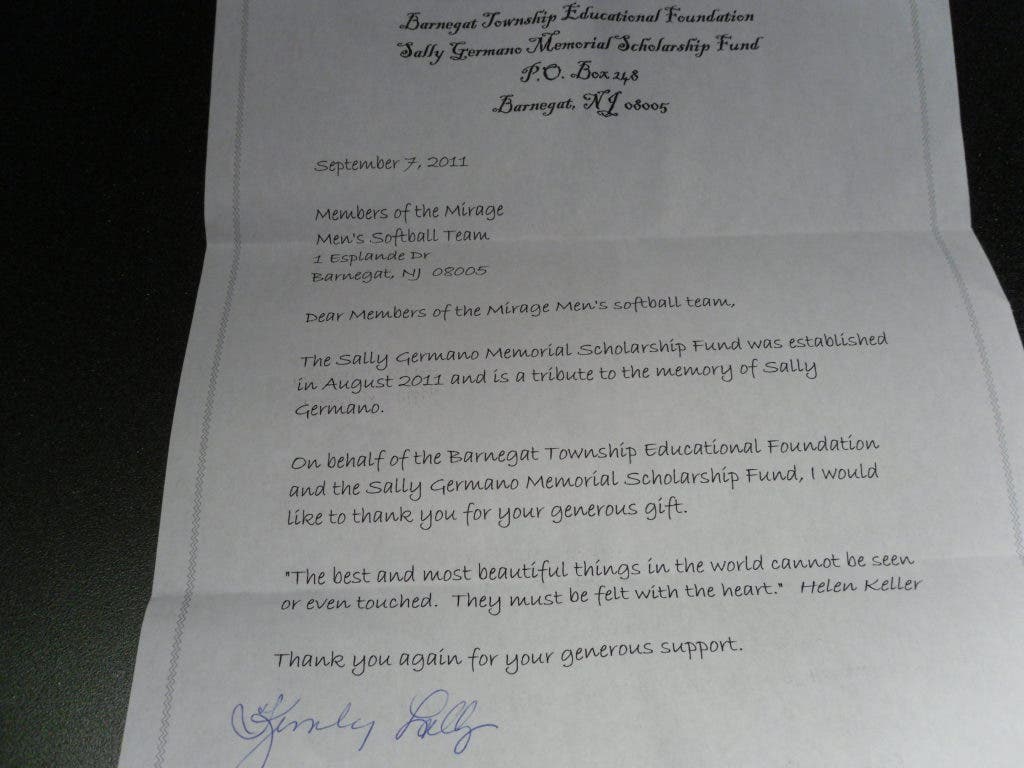 Barnegat Township Educational Foundation
Sally Germano Memorial Scholarship Fund
P.O. Box 248
Barnegat, NJ 08005
September 7, 2011
Members of the Mirage
Men's Softball Team
1 Esplande Dr
Barnegat, NJ 08005
Dear Members of the Mirage Men's softball team,
The Sally Germano Memorial Scholarship Fund was established
in August 2011 and is a tribute to the memory of Sally
Germano.
On behalf of the Barnegat Township Educational Foundation
and the Sally Germano Memorial Scholarship Fund, I would
like to thank you for your generous gift.
"The best and most beautiful things in the world cannot be seen
or even touched. They must be felt with the heart." Helen Keller
Thank you again for your generous support.